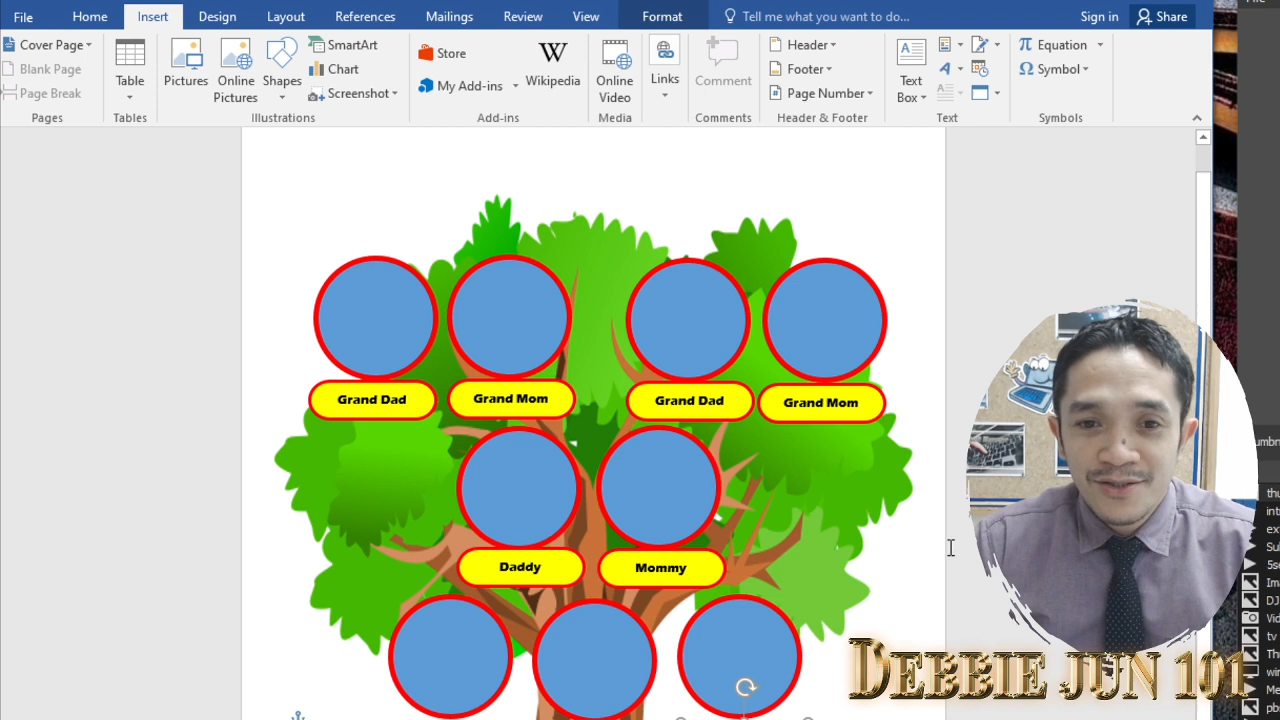 File Home Insert Design Layout References Mailings Review View Format Tell me what you want to do... Sign in Share
Cover Page
Blank Page
Page Break
Pages
Table
Tables
Pictures
Online
Pictures
Shapes
SmartArt
Chart
Screenshot
Illustrations
Store
My Add-ins
W
Wikipedia
Add-ins
Online
Video
Media
Links
Comment
Comments
Header
Footer
Page Number
Header & Footer
Text
Box
Text
Equation
Symbol
Symbols
Grand Dad
Grand Mom
Grand Dad
Grand Mom
Daddy
Mommy
DEBBIE JUN 101